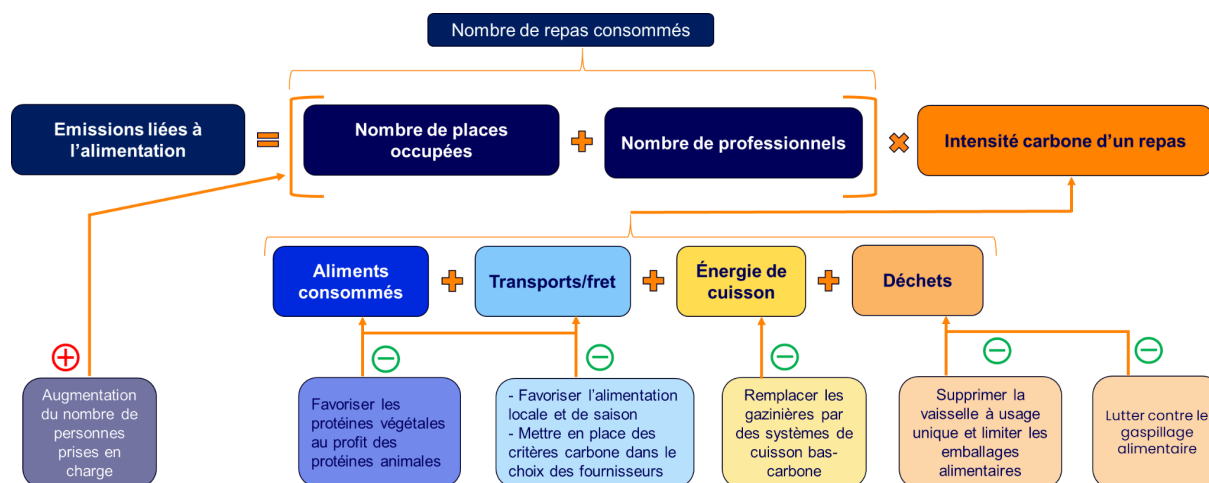 Nombre de repas consommés
Emissions liées à
l'alimentation
=
Nombre de places
occupées
+
Nombre de professionnels
×
Intensité carbone d'un repas
Aliments
consommés
+
Transports/fret
+
Énergie de
cuisson
+
Déchets
+
Augmentation
du nombre de
personnes
prises en
charge
−
Favoriser les
protéines végétales
au profit des
protéines animales
−
- Favoriser l'alimentation
locale et de saison
- Mettre en place des
critères carbone dans le
choix des fournisseurs
−
Remplacer les
gazinières par
des systèmes de
cuisson bas-
carbone
−
Supprimer la
vaisselle à usage
unique et limiter les
emballages
alimentaires
−
Lutter contre le
gaspillage
alimentaire